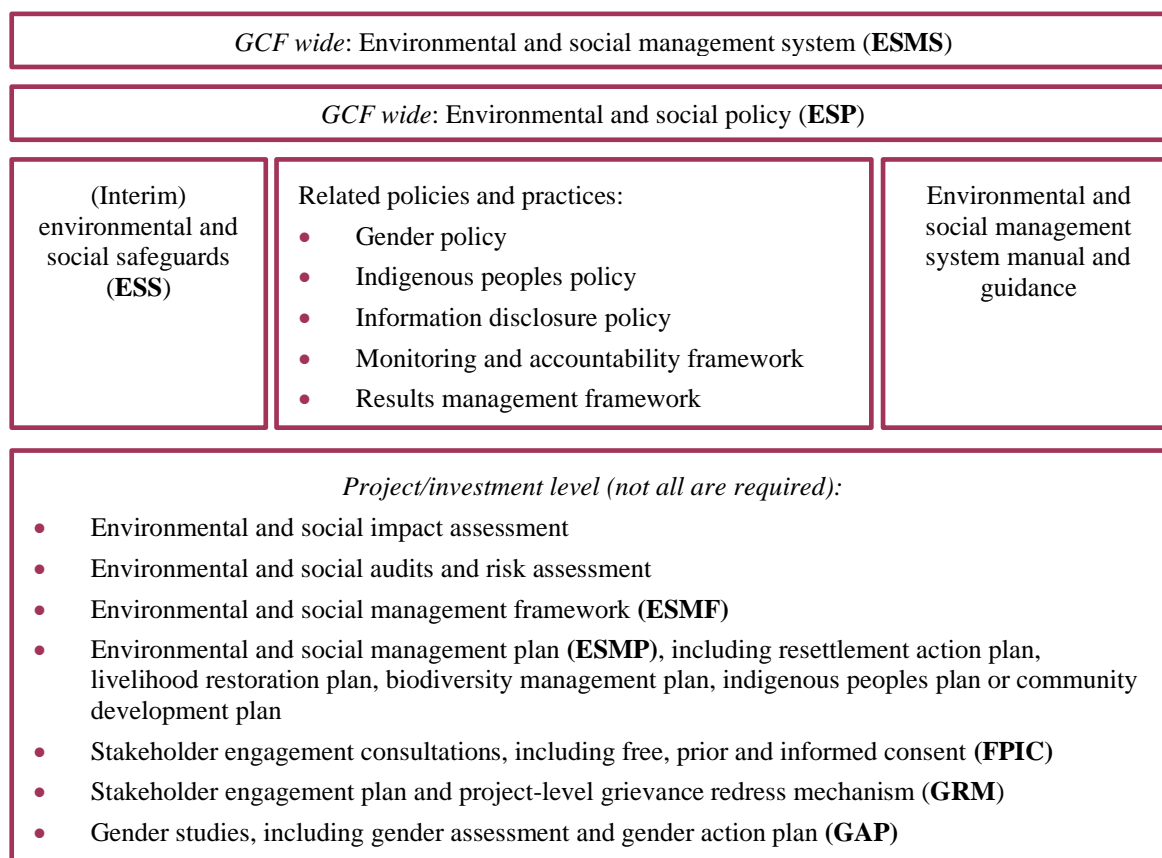 GCF wide: Environmental and social management system (ESMS)
GCF wide: Environmental and social policy (ESP)
(Interim)
environmental and
social safeguards
(ESS)
Related policies and practices:
• Gender policy
• Indigenous peoples policy
• Information disclosure policy
• Monitoring and accountability framework
• Results management framework
Environmental and
social management
system manual and
guidance
Project/investment level (not all are required):
• Environmental and social impact assessment
• Environmental and social audits and risk assessment
• Environmental and social management framework (ESMF)
• Environmental and social management plan (ESMP), including resettlement action plan,
livelihood restoration plan, biodiversity management plan, indigenous peoples plan or community
development plan
• Stakeholder engagement consultations, including free, prior and informed consent (FPIC)
• Stakeholder engagement plan and project-level grievance redress mechanism (GRM)
• Gender studies, including gender assessment and gender action plan (GAP)